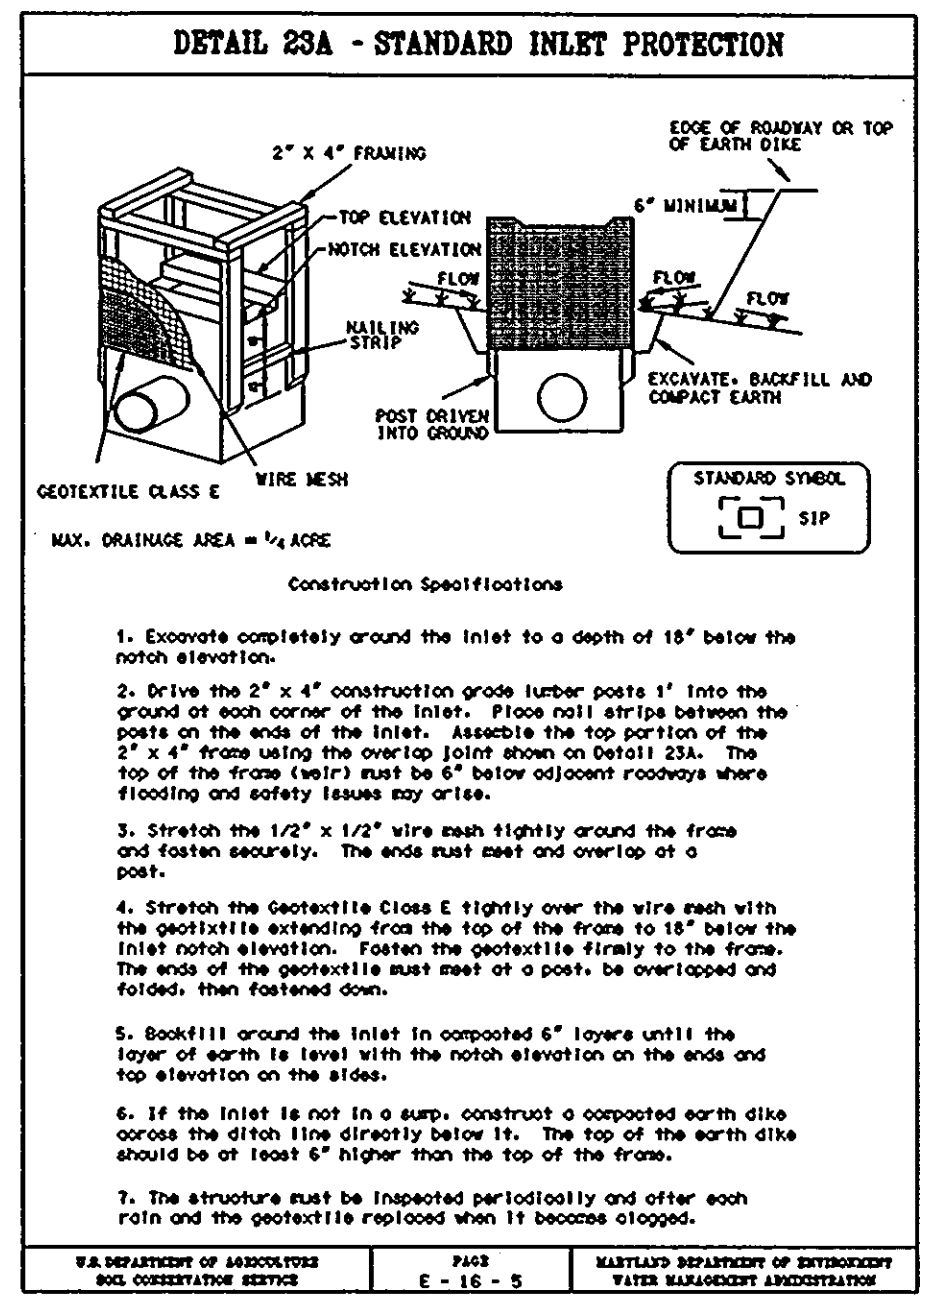 DETAIL 23A - STANDARD INLET PROTECTION
EDGE OF ROADWAY OR TOP
OF EARTH DIKE
2" X 4" FRAMING
6" MINIMUM
TOP ELEVATION
NOTCH ELEVATION
FLOW
FLOW
FLOW
NAILING
STRIP
EXCAVATE, BACKFILL AND
COMPACT EARTH
POST DRIVEN
INTO GROUND
WIRE MESH
GEOTEXTILE CLASS E
STANDARD SYMBOL
SIP
MAX. DRAINAGE AREA = 1/4 ACRE
Construction Specifications
1. Excavate completely around the inlet to a depth of 18" below the
notch elevation.
2. Drive the 2" x 4" construction grade lumber posts 1' into the
ground at each corner of the inlet. Place nail strips between the
posts on the ends of the inlet. Assemble the top portion of the
2" x 4" frame using the overlap joint shown on Detail 23A. The
top of the frame (weir) must be 6" below adjacent roadways where
flooding and safety issues may arise.
3. Stretch the 1/2" x 1/2" wire mesh tightly around the frame
and fasten securely. The ends must meet and overlap at a
post.
4. Stretch the Geotextile Class E tightly over the wire mesh with
the geotixtile extending from the top of the frame to 18" below the
inlet notch elevation. Fasten the geotextile firmly to the frame.
The ends of the geotextile must meet at a post, be overlapped and
folded, then fastened down.
5. Backfill around the inlet in compacted 6" layers until the
layer of earth is level with the notch elevation on the ends and
top elevation on the sides.
6. If the inlet is not in a sump, construct a compacted earth dike
across the ditch line directly below it. The top of the earth dike
should be at least 6" higher than the top of the frame.
7. The structure must be inspected periodically and after each
rain and the geotextile replaced when it becomes clogged.
U.S. DEPARTMENT OF AGRICULTURE
SOIL CONSERVATION SERVICE
PAGE
E - 16 - 5
MARYLAND DEPARTMENT OF ENVIRONMENT
WATER MANAGEMENT ADMINISTRATION